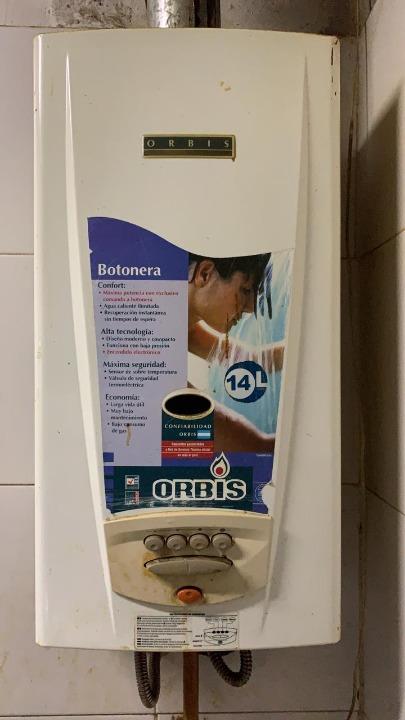 ORBIS
Botonera
Confort:
• Máxima potencia con exclusivo
comando a botonera
• Agua caliente ilimitada
• Recuperación instantánea
sin tiempos de espera
Alta tecnología:
• Diseño moderno y compacto
• Funciona con baja presión
• Encendido electrónico
Máxima seguridad:
• Sensor de sobre temperatura
• Válvula de seguridad
termoeléctrica
Economía:
• Larga vida útil
• Muy bajo
mantenimiento
• Bajo consumo
de gas
14L
CONFIABILIDAD
ORBIS
ORBIS